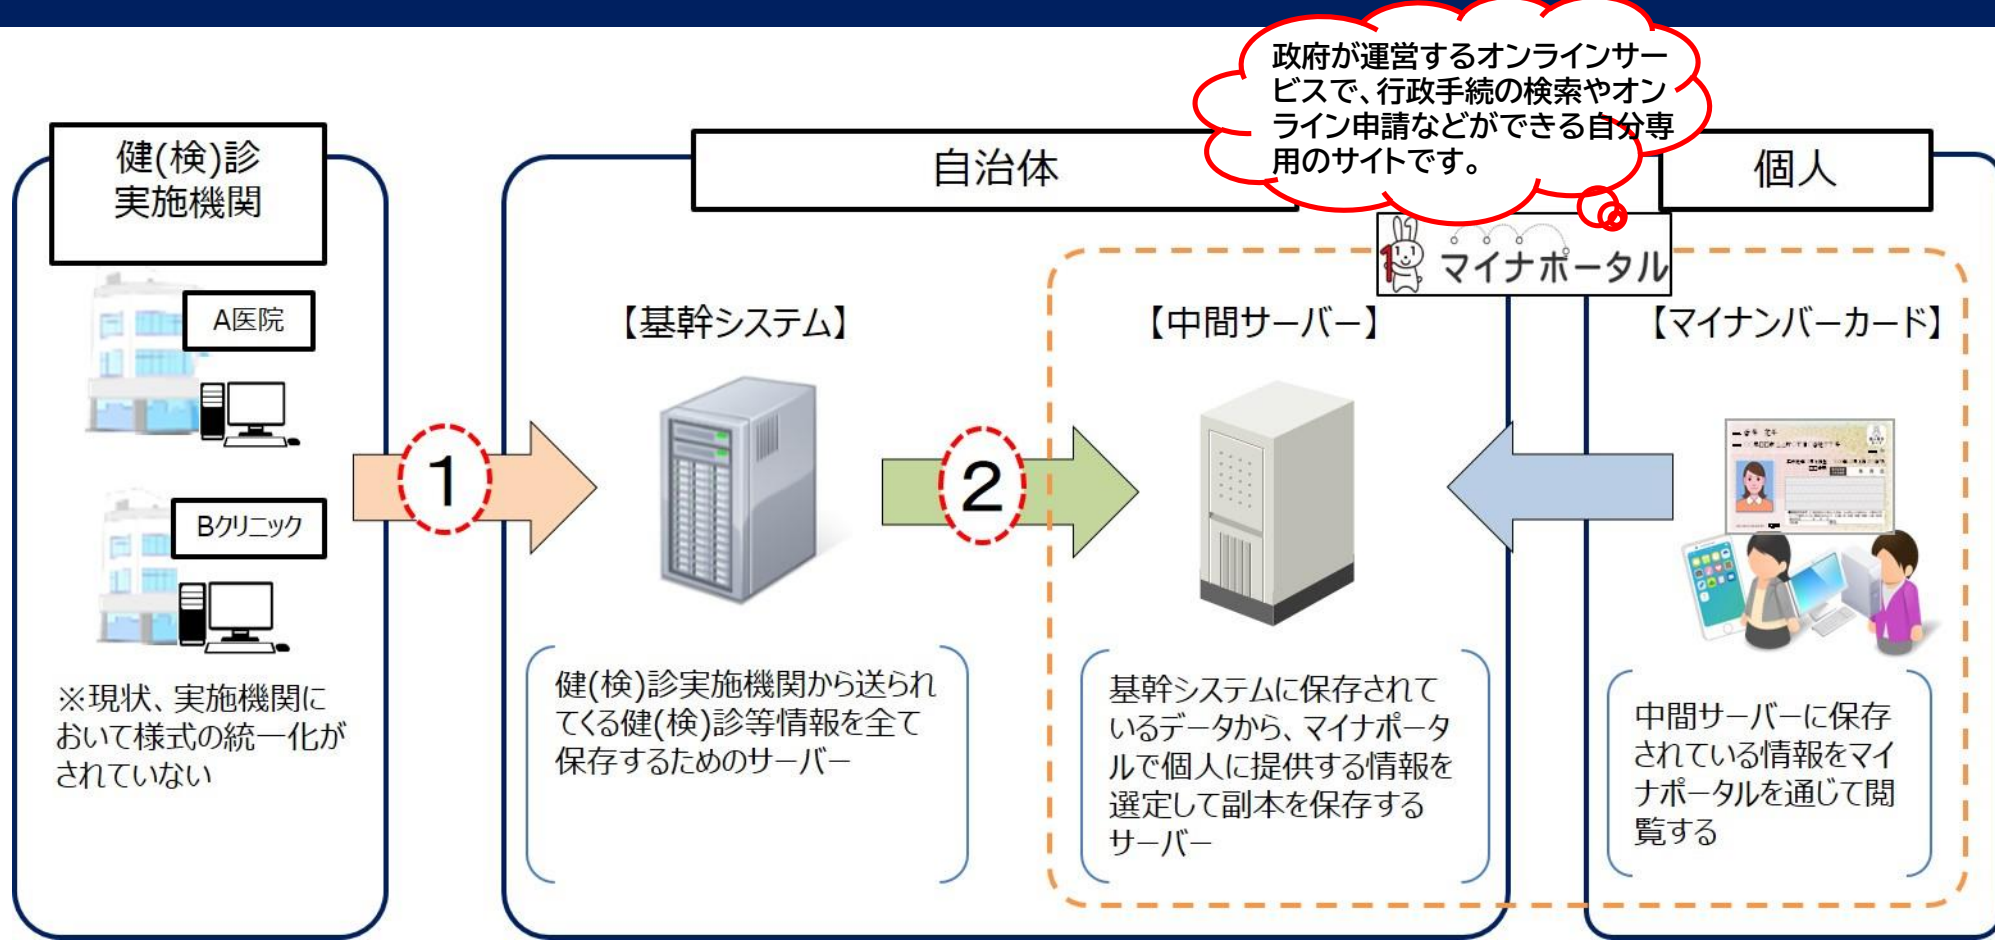 政府が運営するオンラインサー
ビスで、行政手続の検索やオン
ライン申請などができる自分専
用のサイトです。
健(検)診
実施機関
自治体
個人
マイナポータル
A医院
【基幹システム】
【中間サーバー】
【マイナンバーカード】
1
2
Bクリニック
※現状、実施機関に
おいて様式の統一化が
されていない
健(検)診実施機関から送られ
てくる健(検)診等情報を全て
保存するためのサーバー
基幹システムに保存されて
いるデータから、マイナポータ
ルで個人に提供する情報を
選定して副本を保存する
サーバー
中間サーバーに保存
されている情報をマイ
ナポータルを通じて閲
覧する